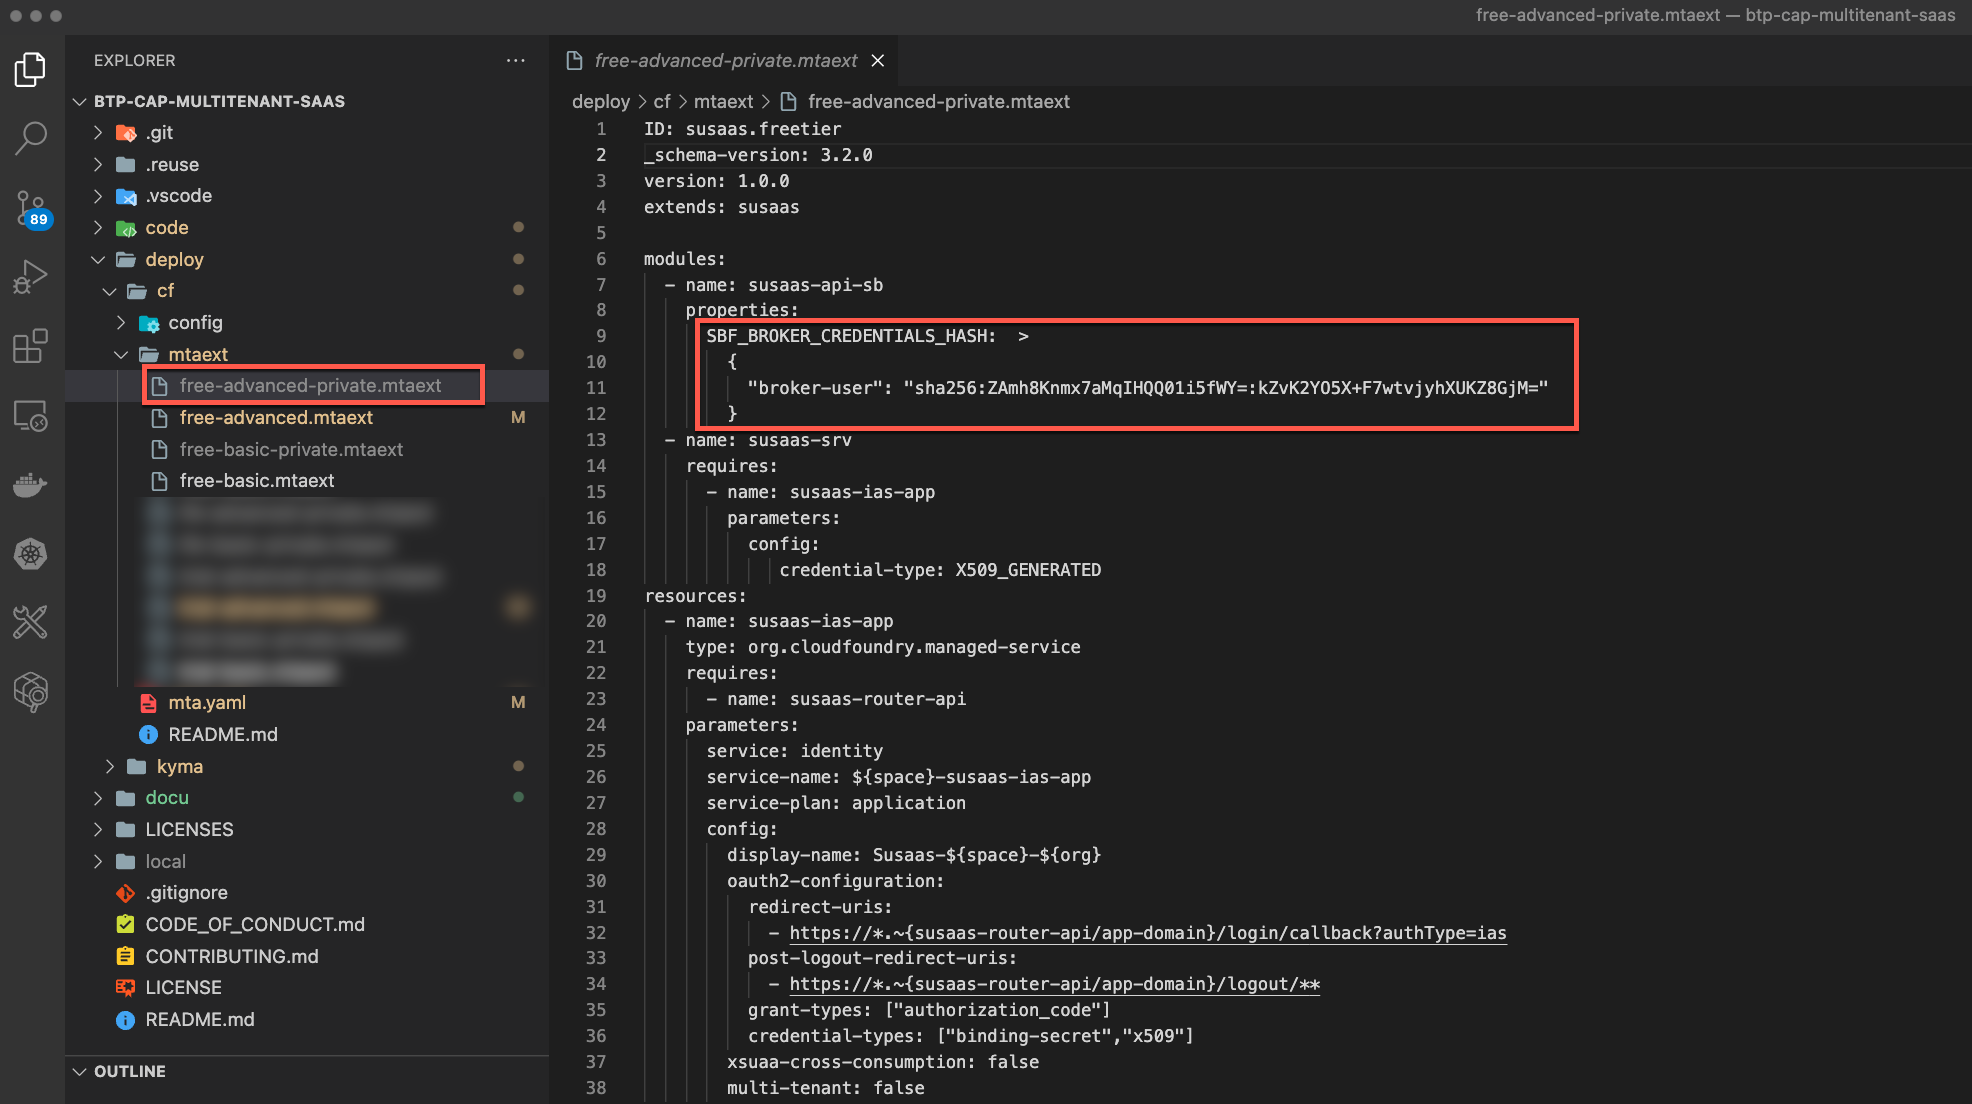 free-advanced-private.mtaext — btp-cap-multitenant-saas
EXPLORER
BTP-CAP-MULTITENANT-SAAS
.git
.reuse
.vscode
code
deploy
cf
config
mtaext
free-advanced-private.mtaext
free-advanced.mtaext M
free-basic-private.mtaext
free-basic.mtaext
mta.yaml M
README.md
kyma
docu
LICENSES
local
.gitignore
CODE_OF_CONDUCT.md
CONTRIBUTING.md
LICENSE
README.md
OUTLINE
89
free-advanced-private.mtaext
deploy > cf > mtaext > free-advanced-private.mtaext
1 ID: susaas.freetier
2 _schema-version: 3.2.0
3 version: 1.0.0
4 extends: susaas
5
6 modules:
7 - name: susaas-api-sb
8 properties:
9 SBF_BROKER_CREDENTIALS_HASH: >
10 {
11 "broker-user": "sha256:ZAmh8Knmx7aMqIHQQ01i5fWY=:kZvK2YO5X+F7wtvjyhXUKZ8GjM="
12 }
13 - name: susaas-srv
14 requires:
15 - name: susaas-ias-app
16 parameters:
17 config:
18 credential-type: X509_GENERATED
19 resources:
20 - name: susaas-ias-app
21 type: org.cloudfoundry.managed-service
22 requires:
23 - name: susaas-router-api
24 parameters:
25 service: identity
26 service-name: ${space}-susaas-ias-app
27 service-plan: application
28 config:
29 display-name: Susaas-${space}-${org}
30 oauth2-configuration:
31 redirect-uris:
32 - https://*.~{susaas-router-api/app-domain}/login/callback?authType=ias
33 post-logout-redirect-uris:
34 - https://*.~{susaas-router-api/app-domain}/logout/**
35 grant-types: ["authorization_code"]
36 credential-types: ["binding-secret","x509"]
37 xsuaa-cross-consumption: false
38 multi-tenant: false